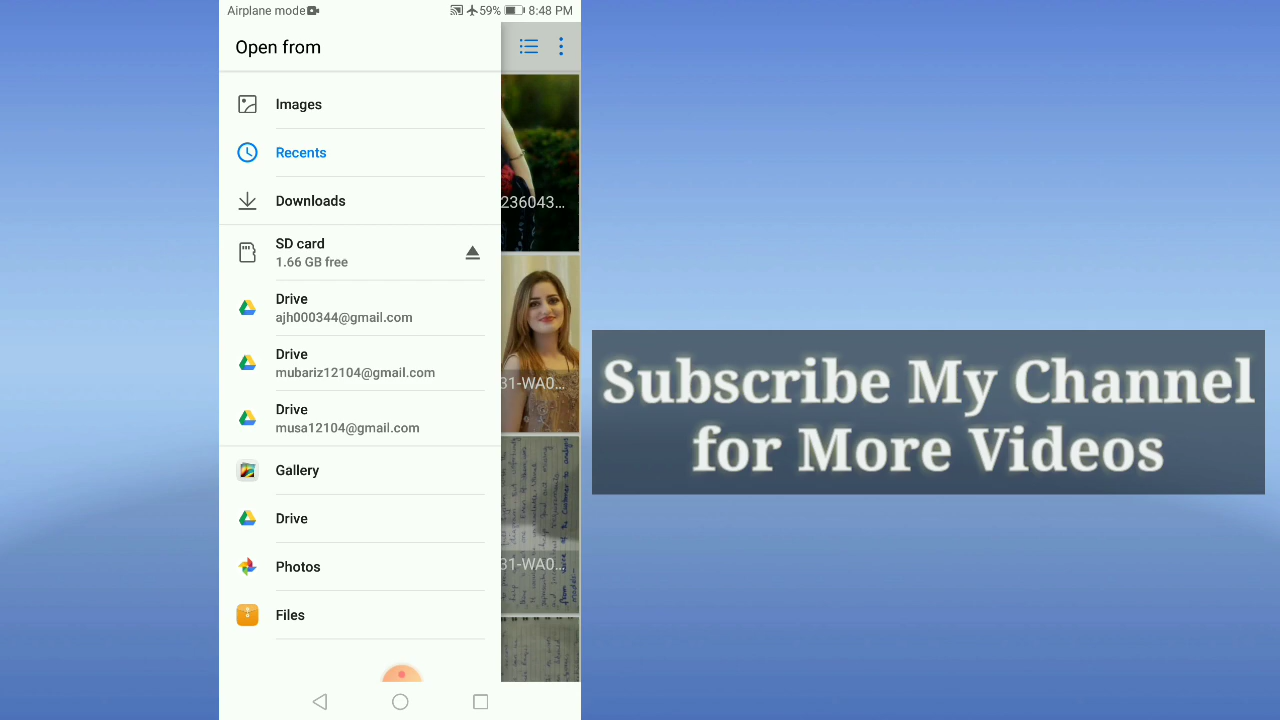 Airplane mode
59%
8:48 PM
Open from
Images
Recents
Downloads
SD card
1.66 GB free
Drive
ajh000344@gmail.com
Drive
mubariz12104@gmail.com
Drive
musa12104@gmail.com
Gallery
Drive
Photos
Files
236043...
31-WA0...
31-WA0...
Subscribe My Channel
for More Videos